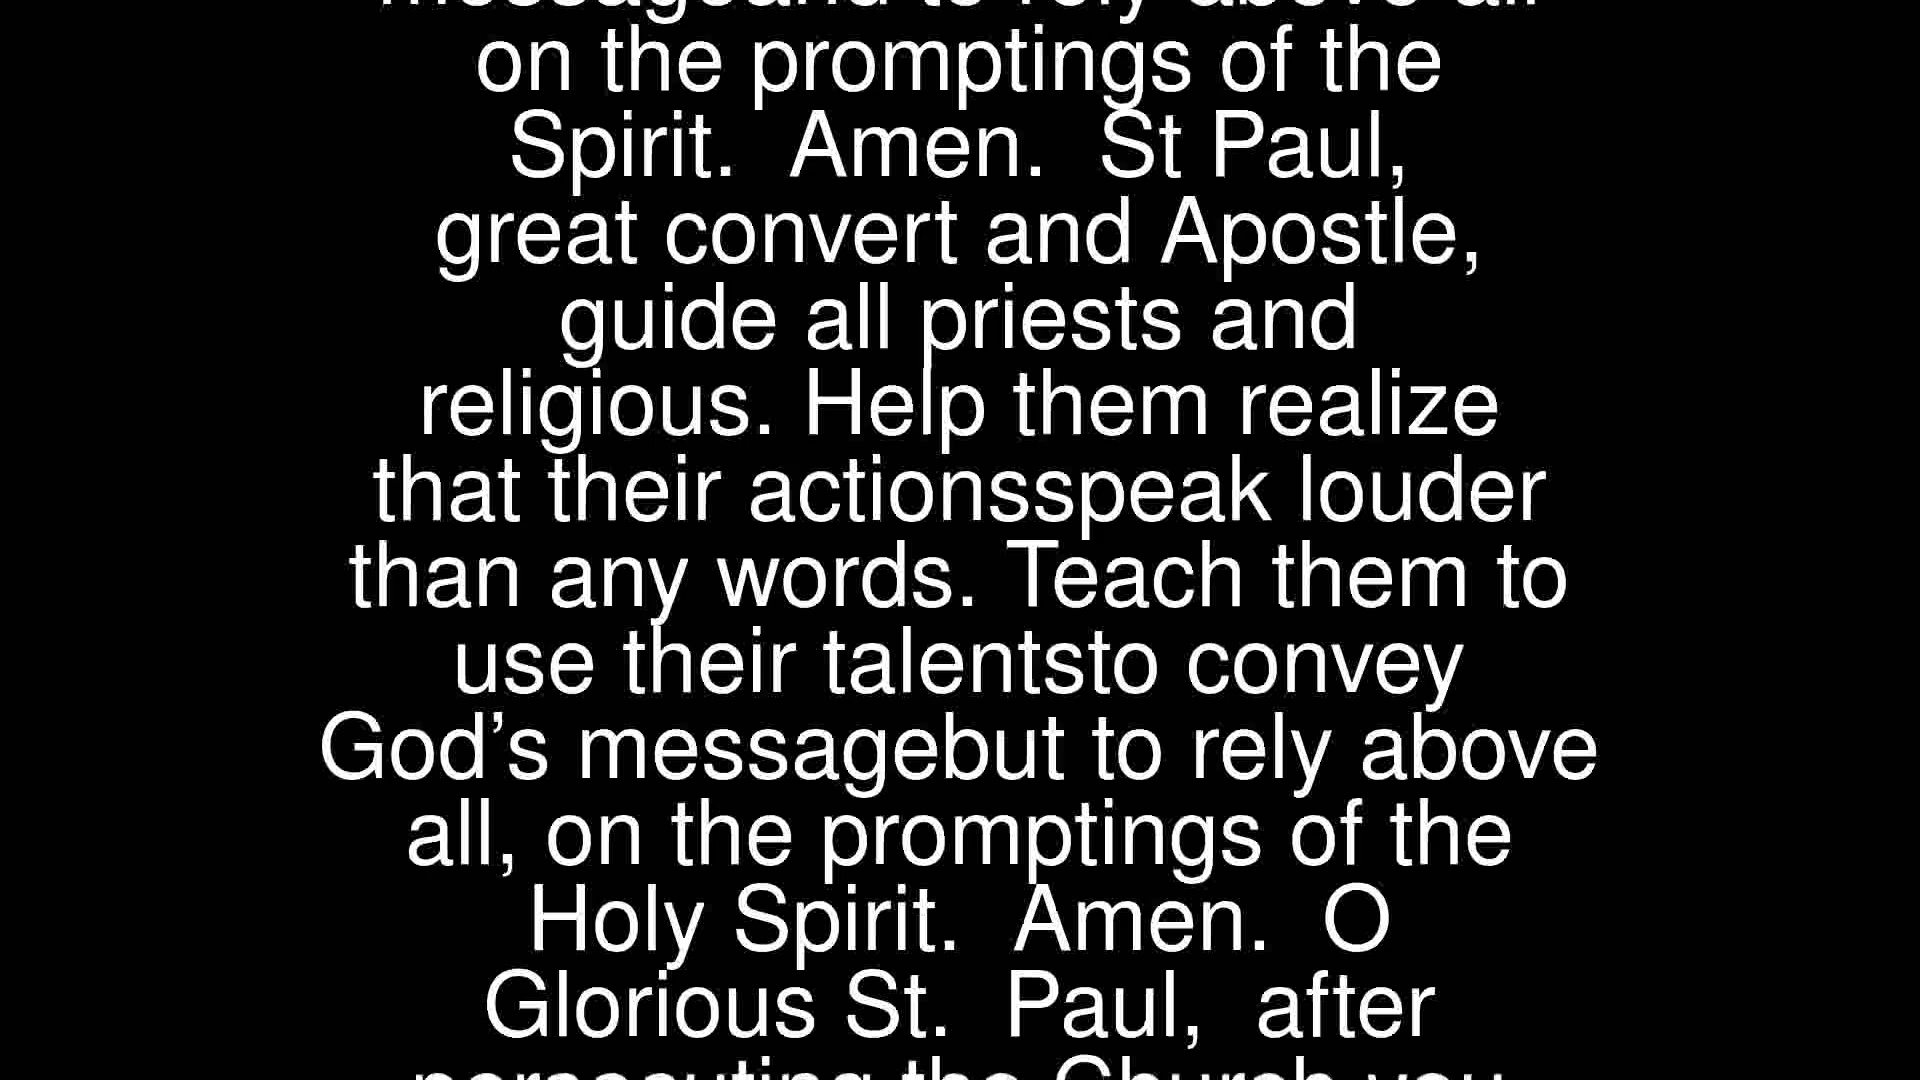 messageand to rely above all
on the promptings of the
Spirit.  Amen.  St Paul,
great convert and Apostle,
guide all priests and
religious. Help them realize
that their actionsspeak louder
than any words. Teach them to
use their talentsto convey
God’s messagebut to rely above
all, on the promptings of the
Holy Spirit.  Amen.  O
Glorious St.  Paul,  after
persecuting the Church you